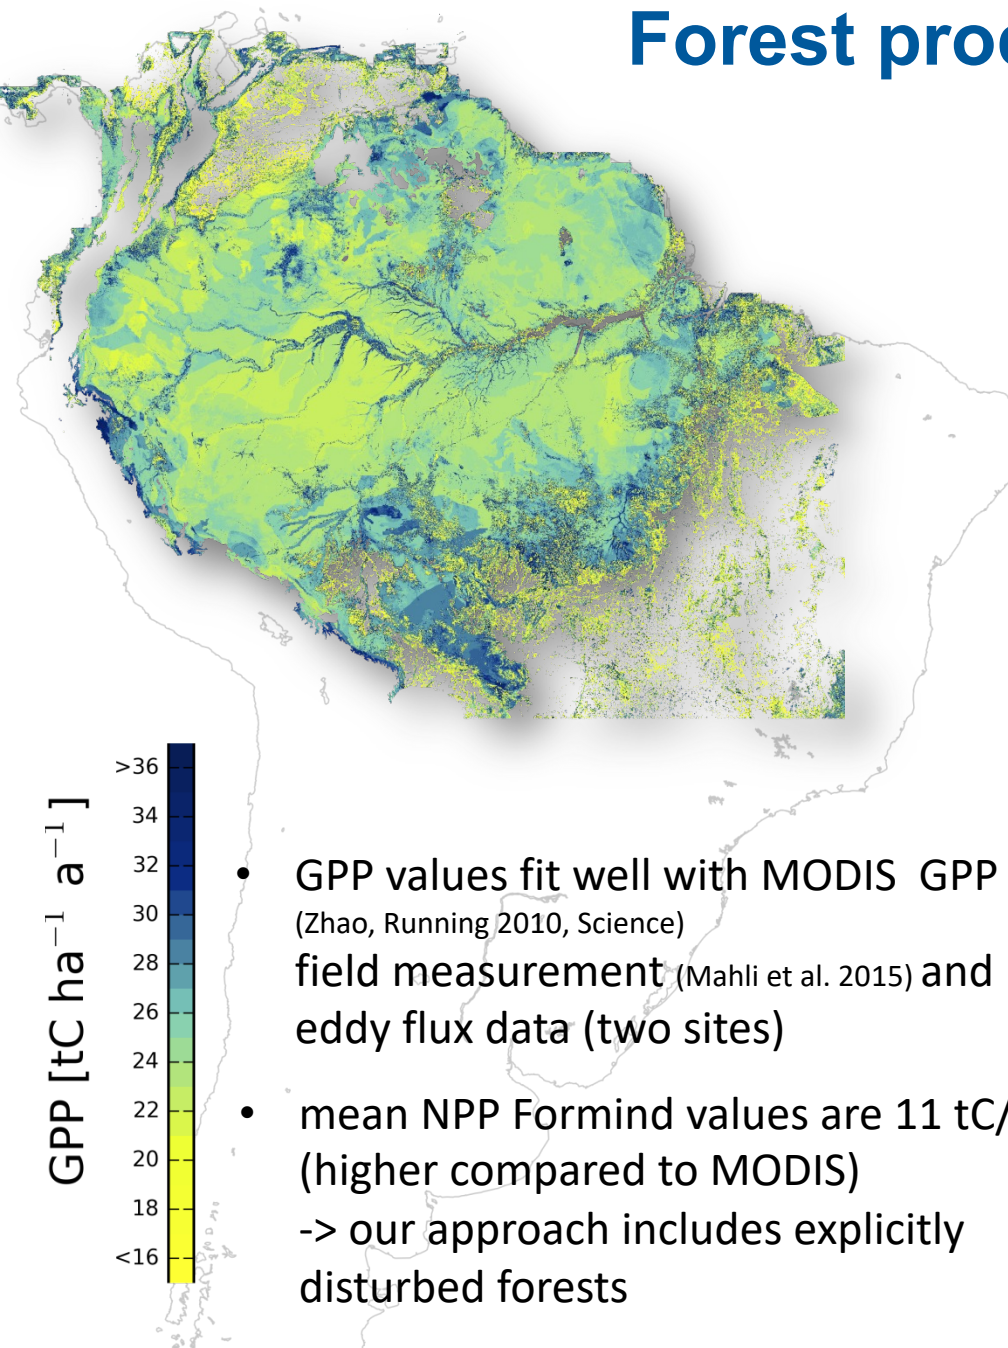 Forest proc
>36
34
32
30
28
26
24
22
20
18
<16
GPP [tC ha⁻¹ a⁻¹]
• GPP values fit well with MODIS GPP
(Zhao, Running 2010, Science)
field measurement (Mahli et al. 2015) and
eddy flux data (two sites)
• mean NPP Formind values are 11 tC/
(higher compared to MODIS)
-> our approach includes explicitly
disturbed forests